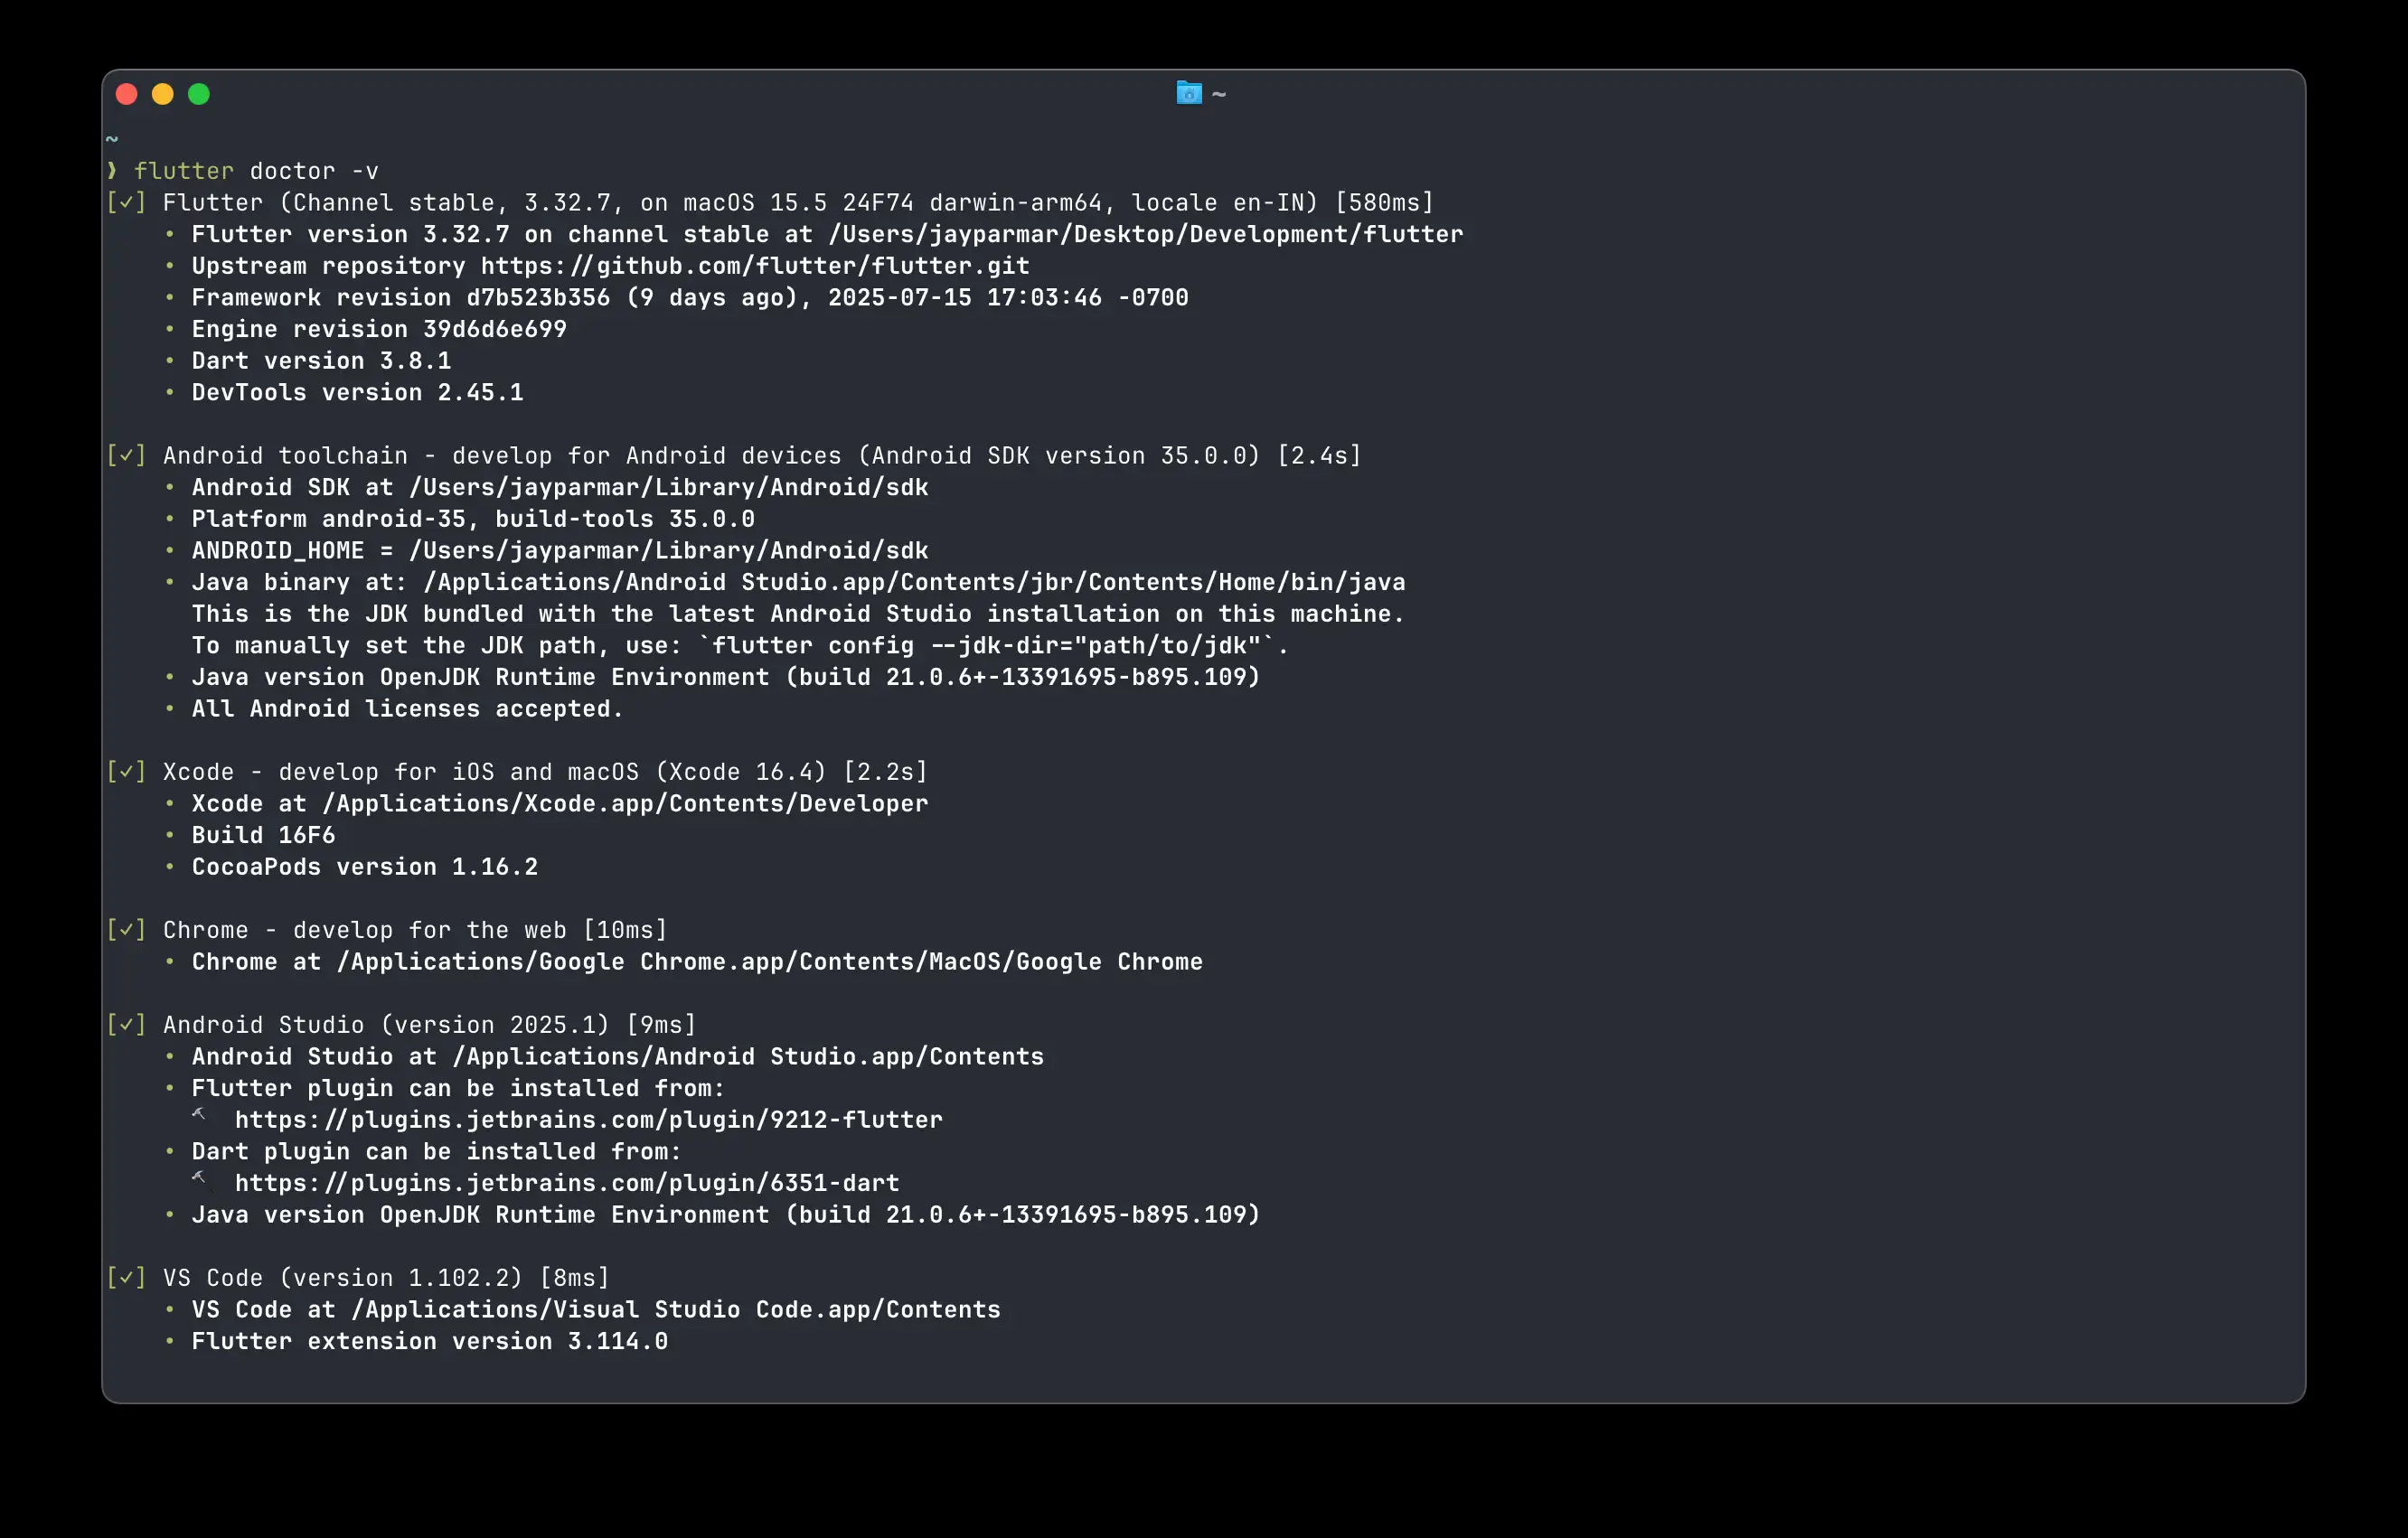 ~
~
❱ flutter doctor -v
[✓] Flutter (Channel stable, 3.32.7, on macOS 15.5 24F74 darwin-arm64, locale en-IN) [580ms]
• Flutter version 3.32.7 on channel stable at /Users/jayparmar/Desktop/Development/flutter
• Upstream repository https://github.com/flutter/flutter.git
• Framework revision d7b523b356 (9 days ago), 2025-07-15 17:03:46 -0700
• Engine revision 39d6d6e699
• Dart version 3.8.1
• DevTools version 2.45.1
[✓] Android toolchain - develop for Android devices (Android SDK version 35.0.0) [2.4s]
• Android SDK at /Users/jayparmar/Library/Android/sdk
• Platform android-35, build-tools 35.0.0
• ANDROID_HOME = /Users/jayparmar/Library/Android/sdk
• Java binary at: /Applications/Android Studio.app/Contents/jbr/Contents/Home/bin/java
This is the JDK bundled with the latest Android Studio installation on this machine.
To manually set the JDK path, use: `flutter config --jdk-dir="path/to/jdk"`.
• Java version OpenJDK Runtime Environment (build 21.0.6+-13391695-b895.109)
• All Android licenses accepted.
[✓] Xcode - develop for iOS and macOS (Xcode 16.4) [2.2s]
• Xcode at /Applications/Xcode.app/Contents/Developer
• Build 16F6
• CocoaPods version 1.16.2
[✓] Chrome - develop for the web [10ms]
• Chrome at /Applications/Google Chrome.app/Contents/MacOS/Google Chrome
[✓] Android Studio (version 2025.1) [9ms]
• Android Studio at /Applications/Android Studio.app/Contents
• Flutter plugin can be installed from:
🔨 https://plugins.jetbrains.com/plugin/9212-flutter
• Dart plugin can be installed from:
🔨 https://plugins.jetbrains.com/plugin/6351-dart
• Java version OpenJDK Runtime Environment (build 21.0.6+-13391695-b895.109)
[✓] VS Code (version 1.102.2) [8ms]
• VS Code at /Applications/Visual Studio Code.app/Contents
• Flutter extension version 3.114.0